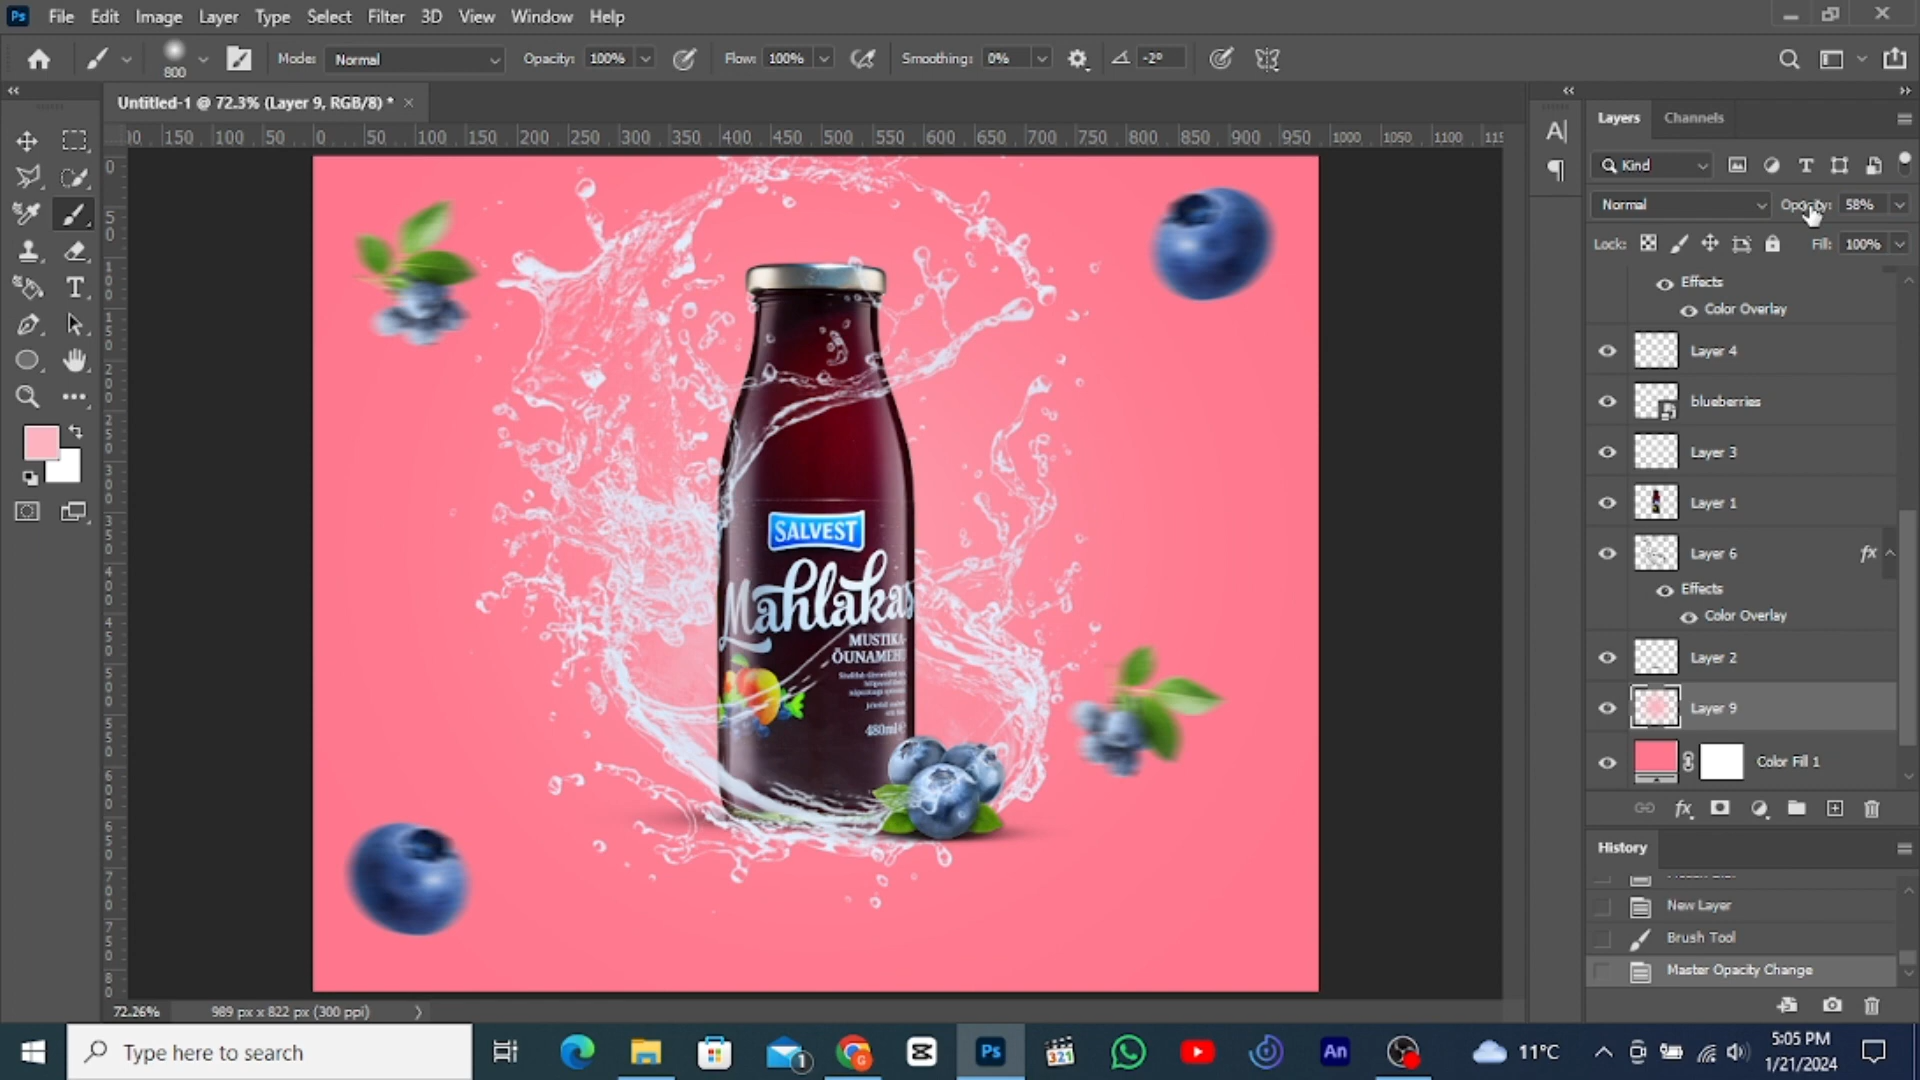 File Edit Image Layer Type Select Filter 3D View Window Help
800 Mode: Normal Opacity: 100% Flow: 100% Smoothing: 0% -2°
Untitled-1 @ 72.3% (Layer 9, RGB/8) * ×
150 100 50 0 50 100 150 200 250 300 350 400 450 500 550 600 650 700 750 800 850 900 950 1000 1050 1100
SALVEST
Mahlakas
MUSTIKA-
ÕUNAMEHL
480ml
72.26% 989 px x 822 px (300 ppi)
Layers Channels
Kind
Normal Opacity: 58%
Lock: Fill: 100%
Effects
Color Overlay
Layer 4
blueberries
Layer 3
Layer 1
Layer 6 fx
Effects
Color Overlay
Layer 2
Layer 9
Color Fill 1
History
New Layer
Brush Tool
Master Opacity Change
Type here to search
1
321
Ps
An
11°C
5:05 PM
1/21/2024